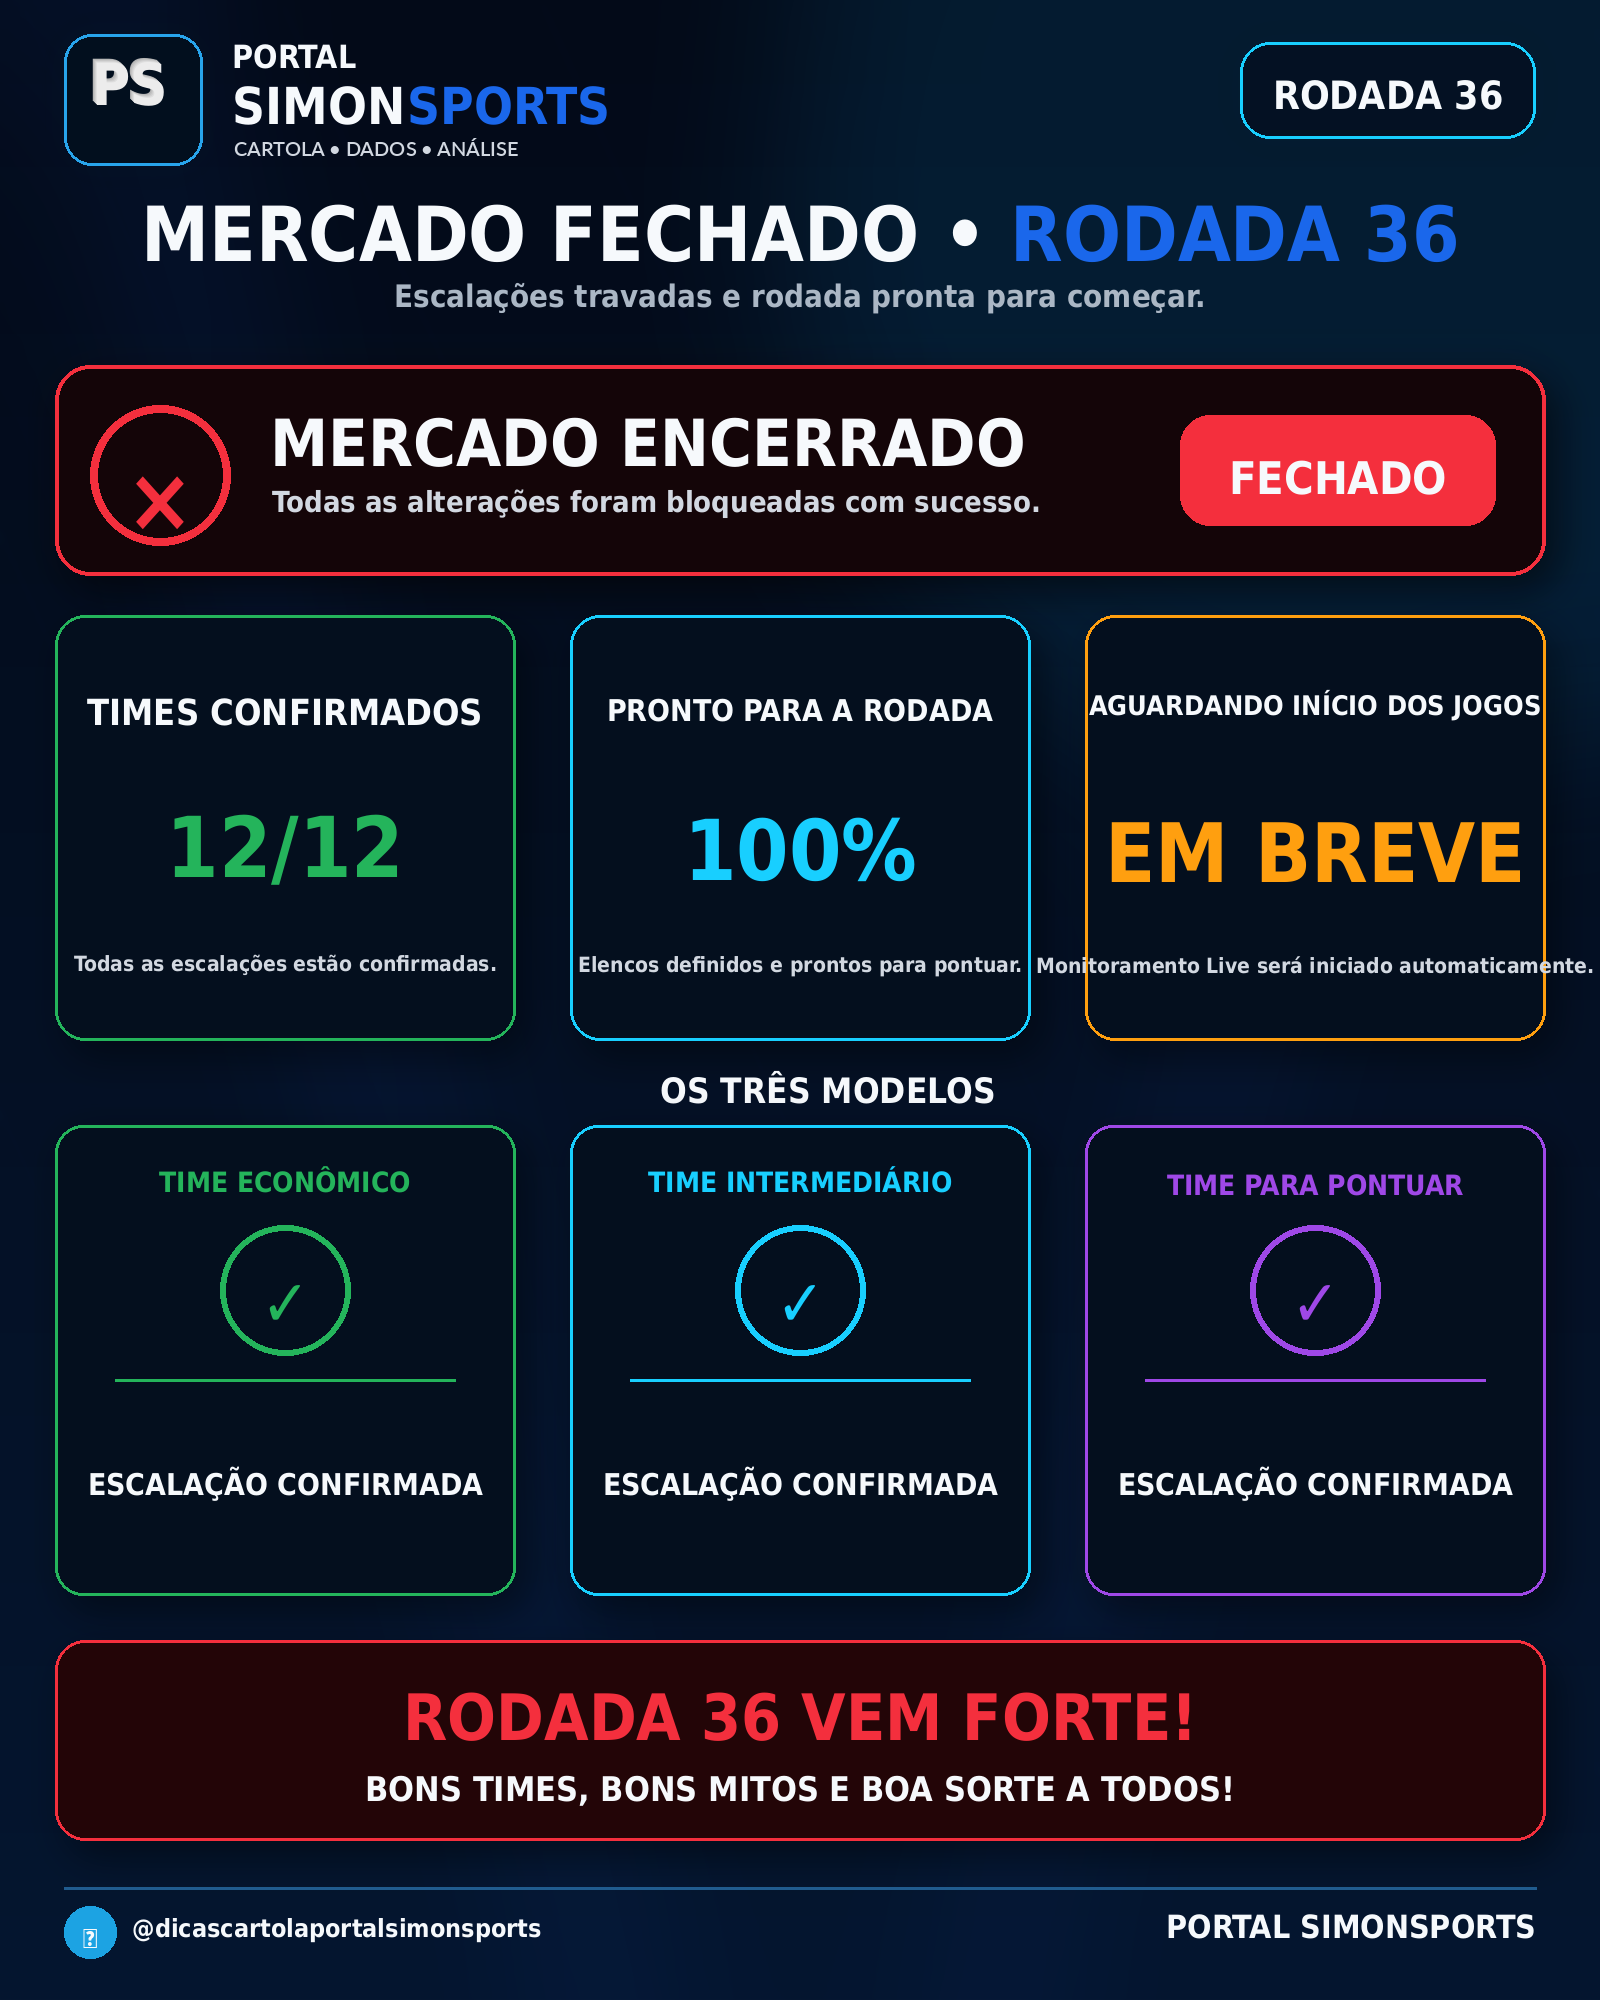 PS
PORTAL
SIMONSPORTS
CARTOLA • DADOS • ANÁLISE
RODADA 36
MERCADO FECHADO • RODADA 36
Escalações travadas e rodada pronta para começar.
MERCADO ENCERRADO
Todas as alterações foram bloqueadas com sucesso.
FECHADO
TIMES CONFIRMADOS
12/12
Todas as escalações estão confirmadas.
PRONTO PARA A RODADA
100%
Elencos definidos e prontos para pontuar.
AGUARDANDO INÍCIO DOS JOGOS
EM BREVE
Monitoramento Live será iniciado automaticamente.
OS TRÊS MODELOS
TIME ECONÔMICO
✓
ESCALAÇÃO CONFIRMADA
TIME INTERMEDIÁRIO
✓
ESCALAÇÃO CONFIRMADA
TIME PARA PONTUAR
✓
ESCALAÇÃO CONFIRMADA
RODADA 36 VEM FORTE!
BONS TIMES, BONS MITOS E BOA SORTE A TODOS!
@dicascartolaportalsimonsports
PORTAL SIMONSPORTS